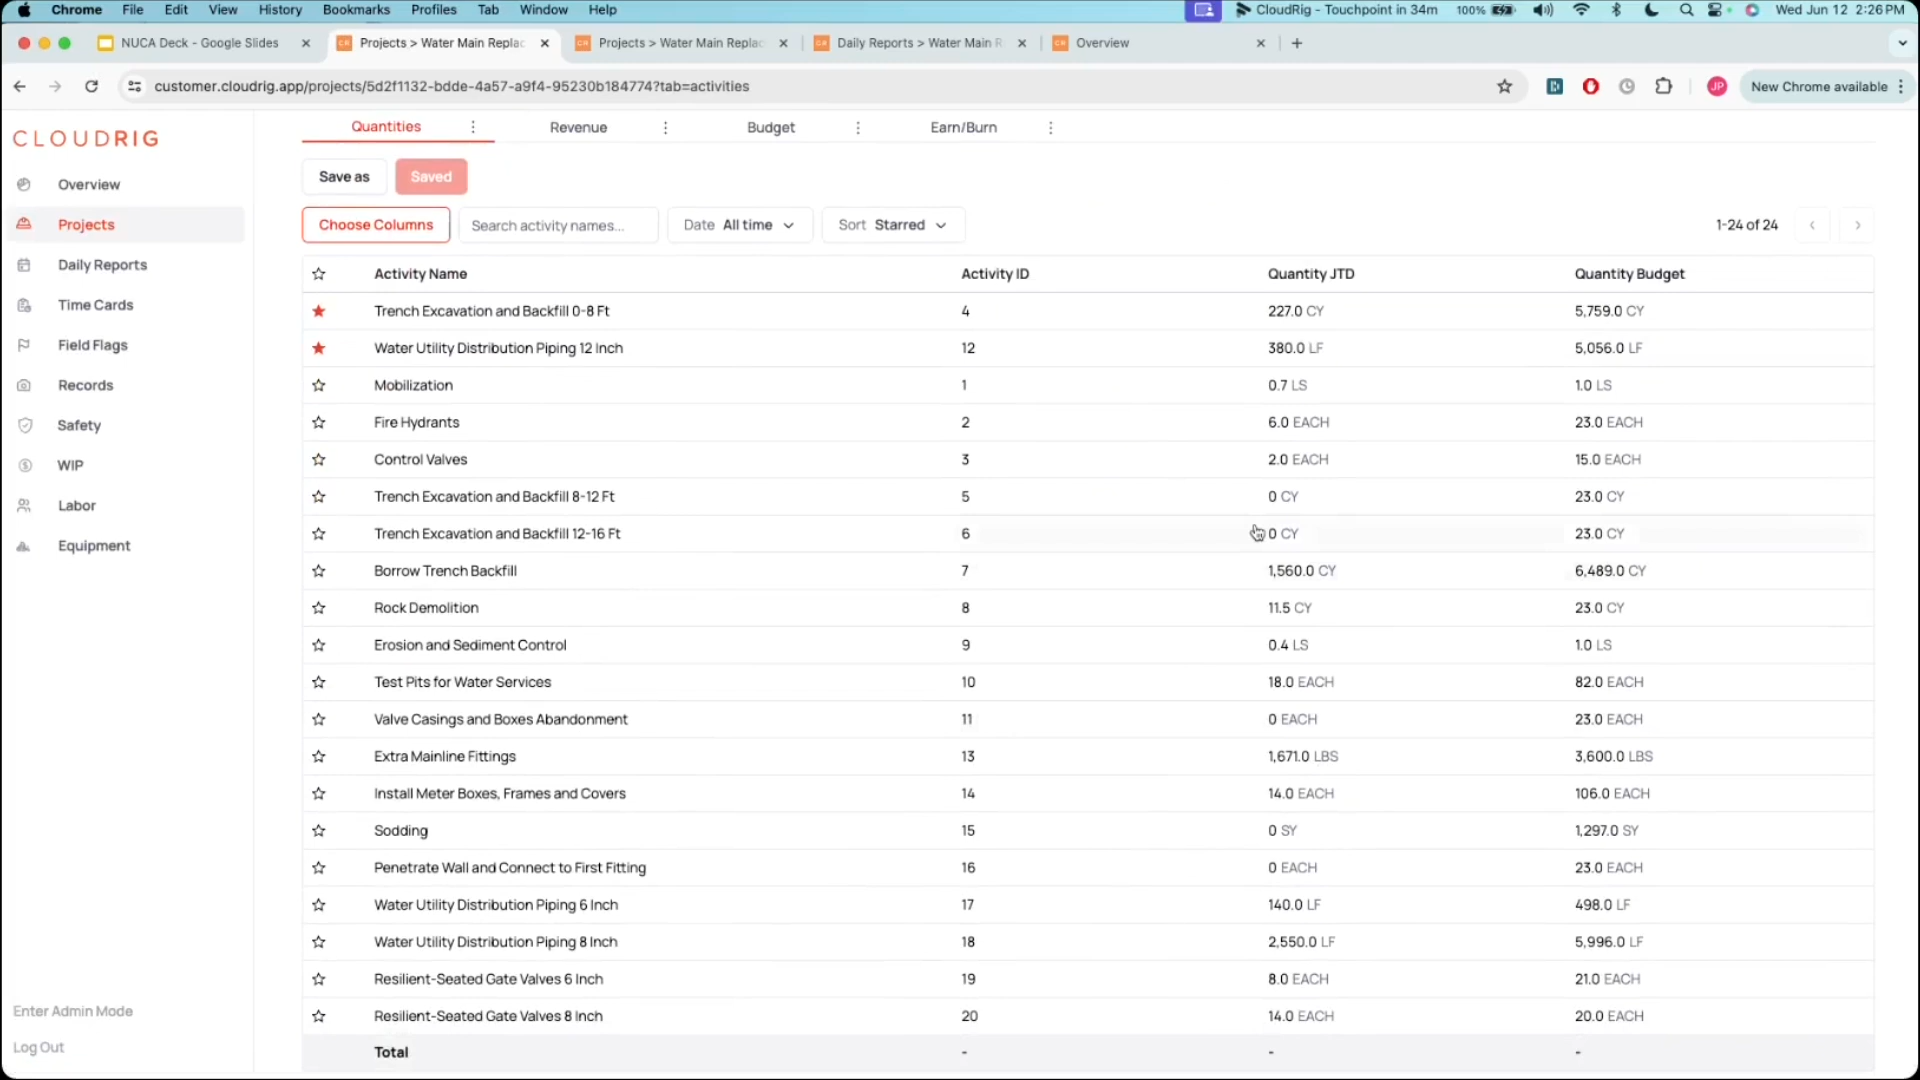 Chrome File Edit View History Bookmarks Profiles Tab Window Help CloudRig - Touchpoint in 34m 100% Wed Jun 12 2:26 PM
NUCA Deck - Google Slides Projects > Water Main Replac Projects > Water Main Replac Daily Reports > Water Main R Overview
customer.cloudrig.app/projects/5d2f1132-bdde-4a57-a9f4-95230b184774?tab=activities JP New Chrome available
CLOUDRIG
Overview
Projects
Daily Reports
Time Cards
Field Flags
Records
Safety
WIP
Labor
Equipment
Enter Admin Mode
Log Out
Quantities Revenue Budget Earn/Burn
Save as Saved
Choose Columns Search activity names... Date All time Sort Starred 1-24 of 24
Activity Name Activity ID Quantity JTD Quantity Budget
Trench Excavation and Backfill 0-8 Ft 4 227.0 CY 5,759.0 CY
Water Utility Distribution Piping 12 Inch 12 380.0 LF 5,056.0 LF
Mobilization 1 0.7 LS 1.0 LS
Fire Hydrants 2 6.0 EACH 23.0 EACH
Control Valves 3 2.0 EACH 15.0 EACH
Trench Excavation and Backfill 8-12 Ft 5 0 CY 23.0 CY
Trench Excavation and Backfill 12-16 Ft 6 0 CY 23.0 CY
Borrow Trench Backfill 7 1,560.0 CY 6,489.0 CY
Rock Demolition 8 11.5 CY 23.0 CY
Erosion and Sediment Control 9 0.4 LS 1.0 LS
Test Pits for Water Services 10 18.0 EACH 82.0 EACH
Valve Casings and Boxes Abandonment 11 0 EACH 23.0 EACH
Extra Mainline Fittings 13 1,671.0 LBS 3,600.0 LBS
Install Meter Boxes, Frames and Covers 14 14.0 EACH 106.0 EACH
Sodding 15 0 SY 1,297.0 SY
Penetrate Wall and Connect to First Fitting 16 0 EACH 23.0 EACH
Water Utility Distribution Piping 6 Inch 17 140.0 LF 498.0 LF
Water Utility Distribution Piping 8 Inch 18 2,550.0 LF 5,996.0 LF
Resilient-Seated Gate Valves 6 Inch 19 8.0 EACH 21.0 EACH
Resilient-Seated Gate Valves 8 Inch 20 14.0 EACH 20.0 EACH
Total - - -